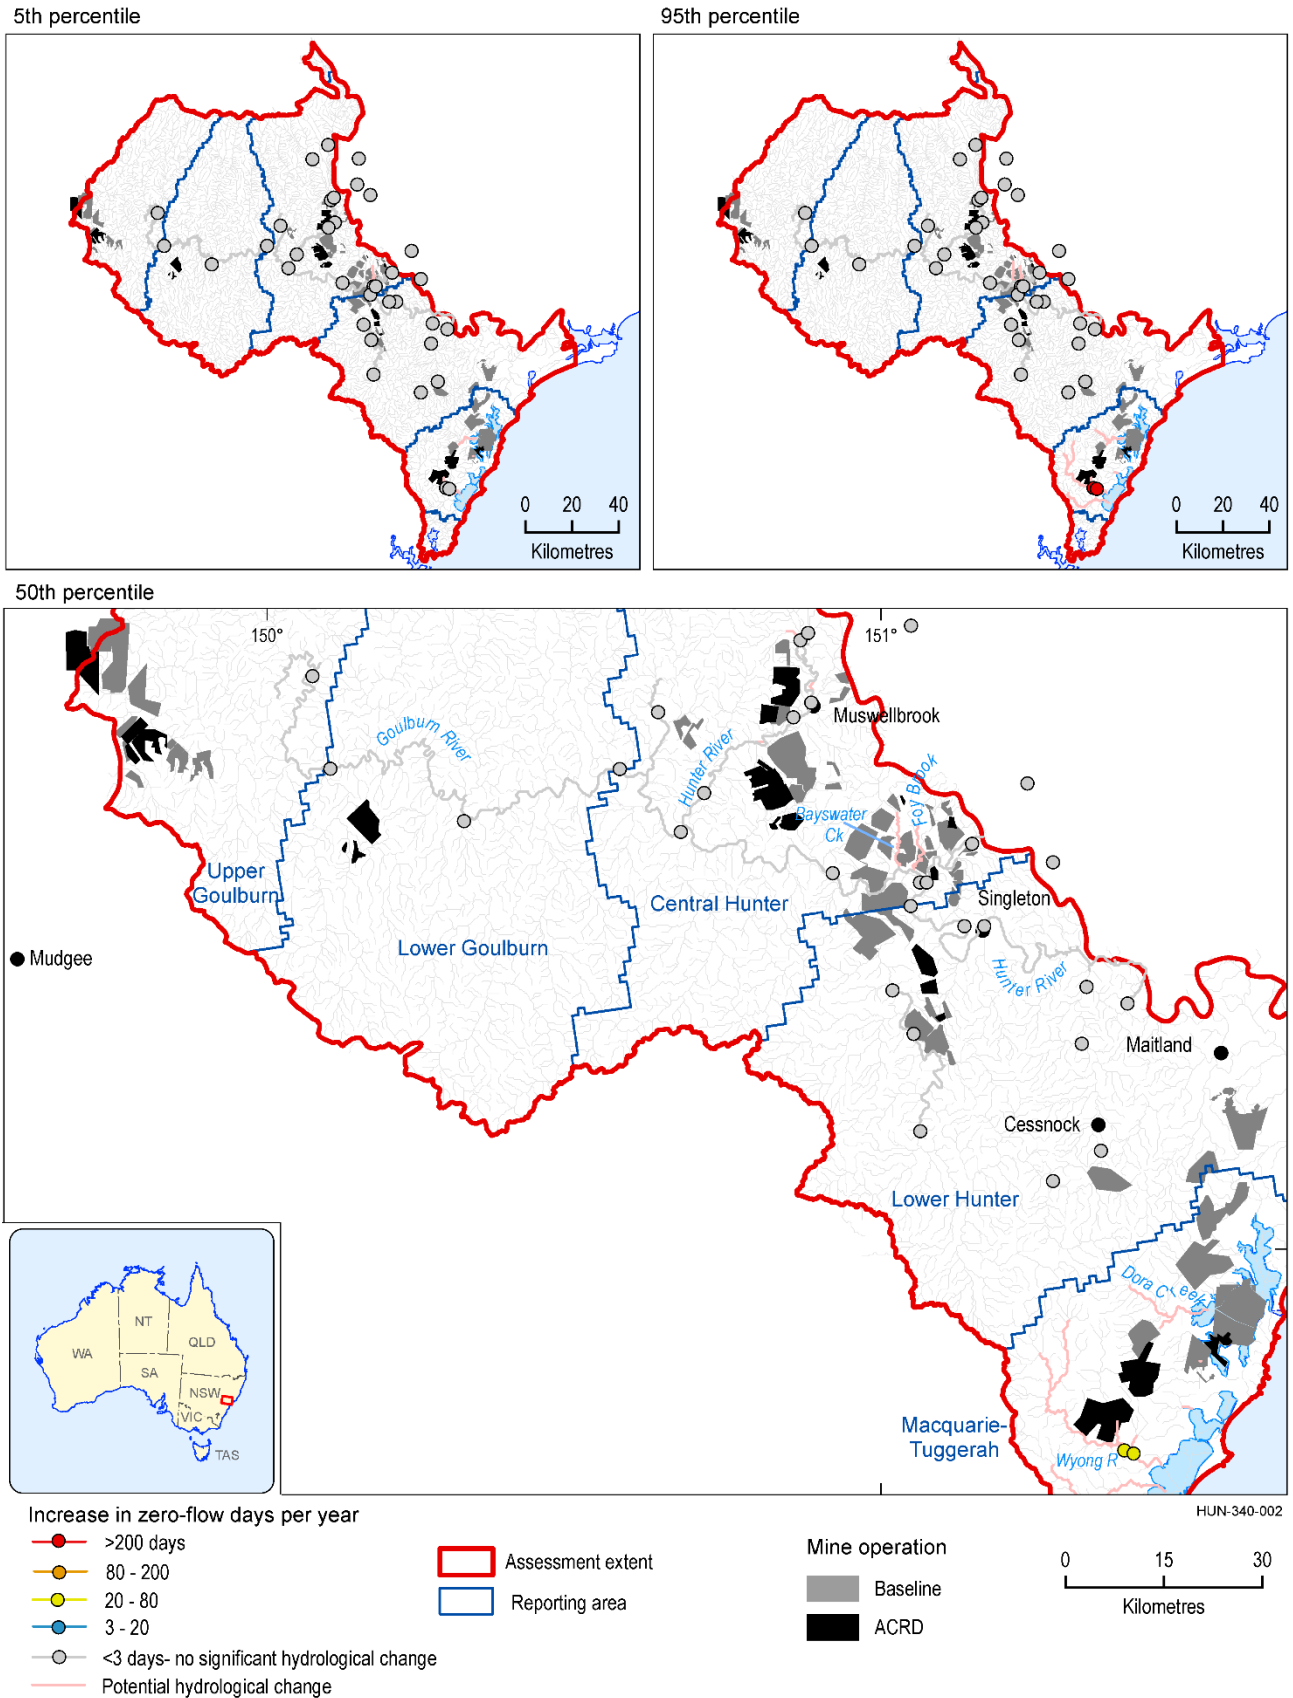 5th percentile
95th percentile
0 20 40
Kilometres
0 20 40
Kilometres
50th percentile
150°
151°
Muswellbrook
Goulburn River
Hunter River
Foy Brook
Bayswater
Ck
Upper
Goulburn
Central Hunter
Singleton
Lower Goulburn
Mudgee
Hunter River
Maitland
Cessnock
Lower Hunter
Dora Creek
NT
QLD
WA
SA
NSW
VIC
TAS
Macquarie-
Tuggerah
Wyong R
HUN-340-002
Increase in zero-flow days per year
>200 days
80 - 200
20 - 80
3 - 20
<3 days- no significant hydrological change
Potential hydrological change
Assessment extent
Reporting area
Mine operation
Baseline
ACRD
0 15 30
Kilometres